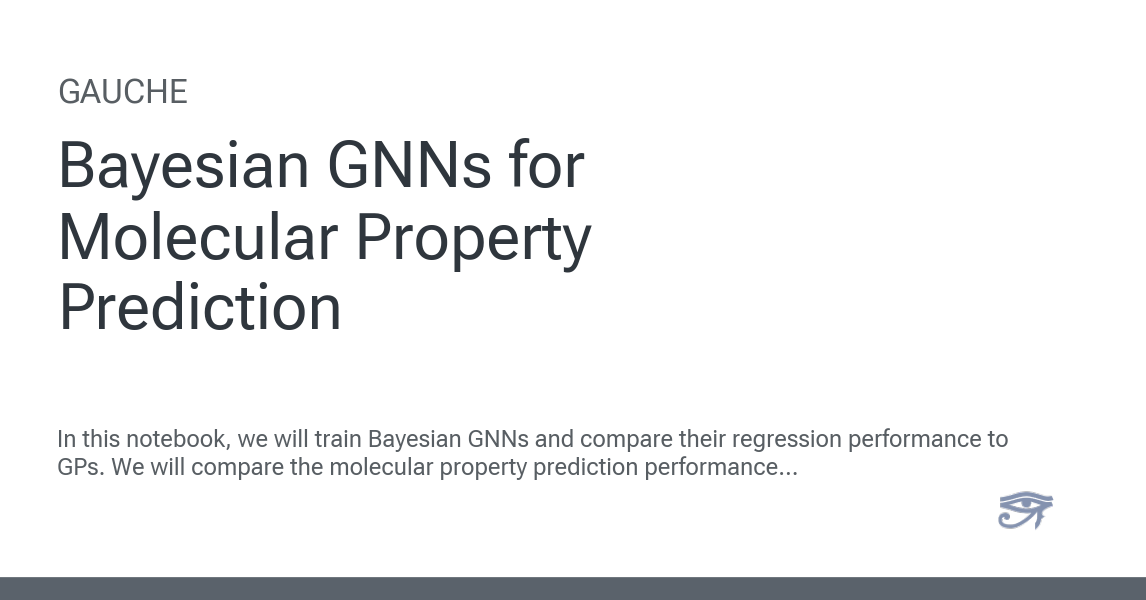 GAUCHE
Bayesian GNNs for
Molecular Property
Prediction
In this notebook, we will train Bayesian GNNs and compare their regression performance to
GPs. We will compare the molecular property prediction performance...